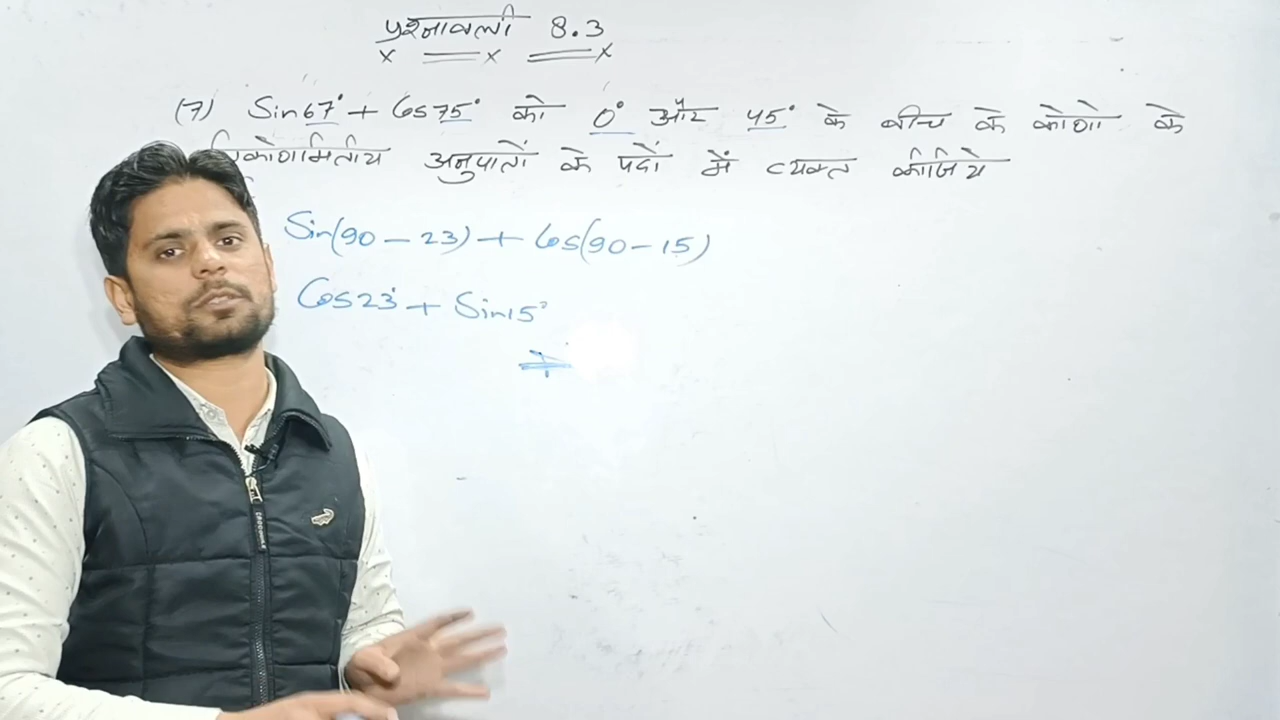 प्रश्नावली 8.3
(7) Sin67° + Cos75° को 0° और 45° के बीच के कोणो के
अनुपातों के पदों में व्यक्त कीजिये
Sin(90 - 23) + Cos(90 - 15)
Cos23° + Sin15°